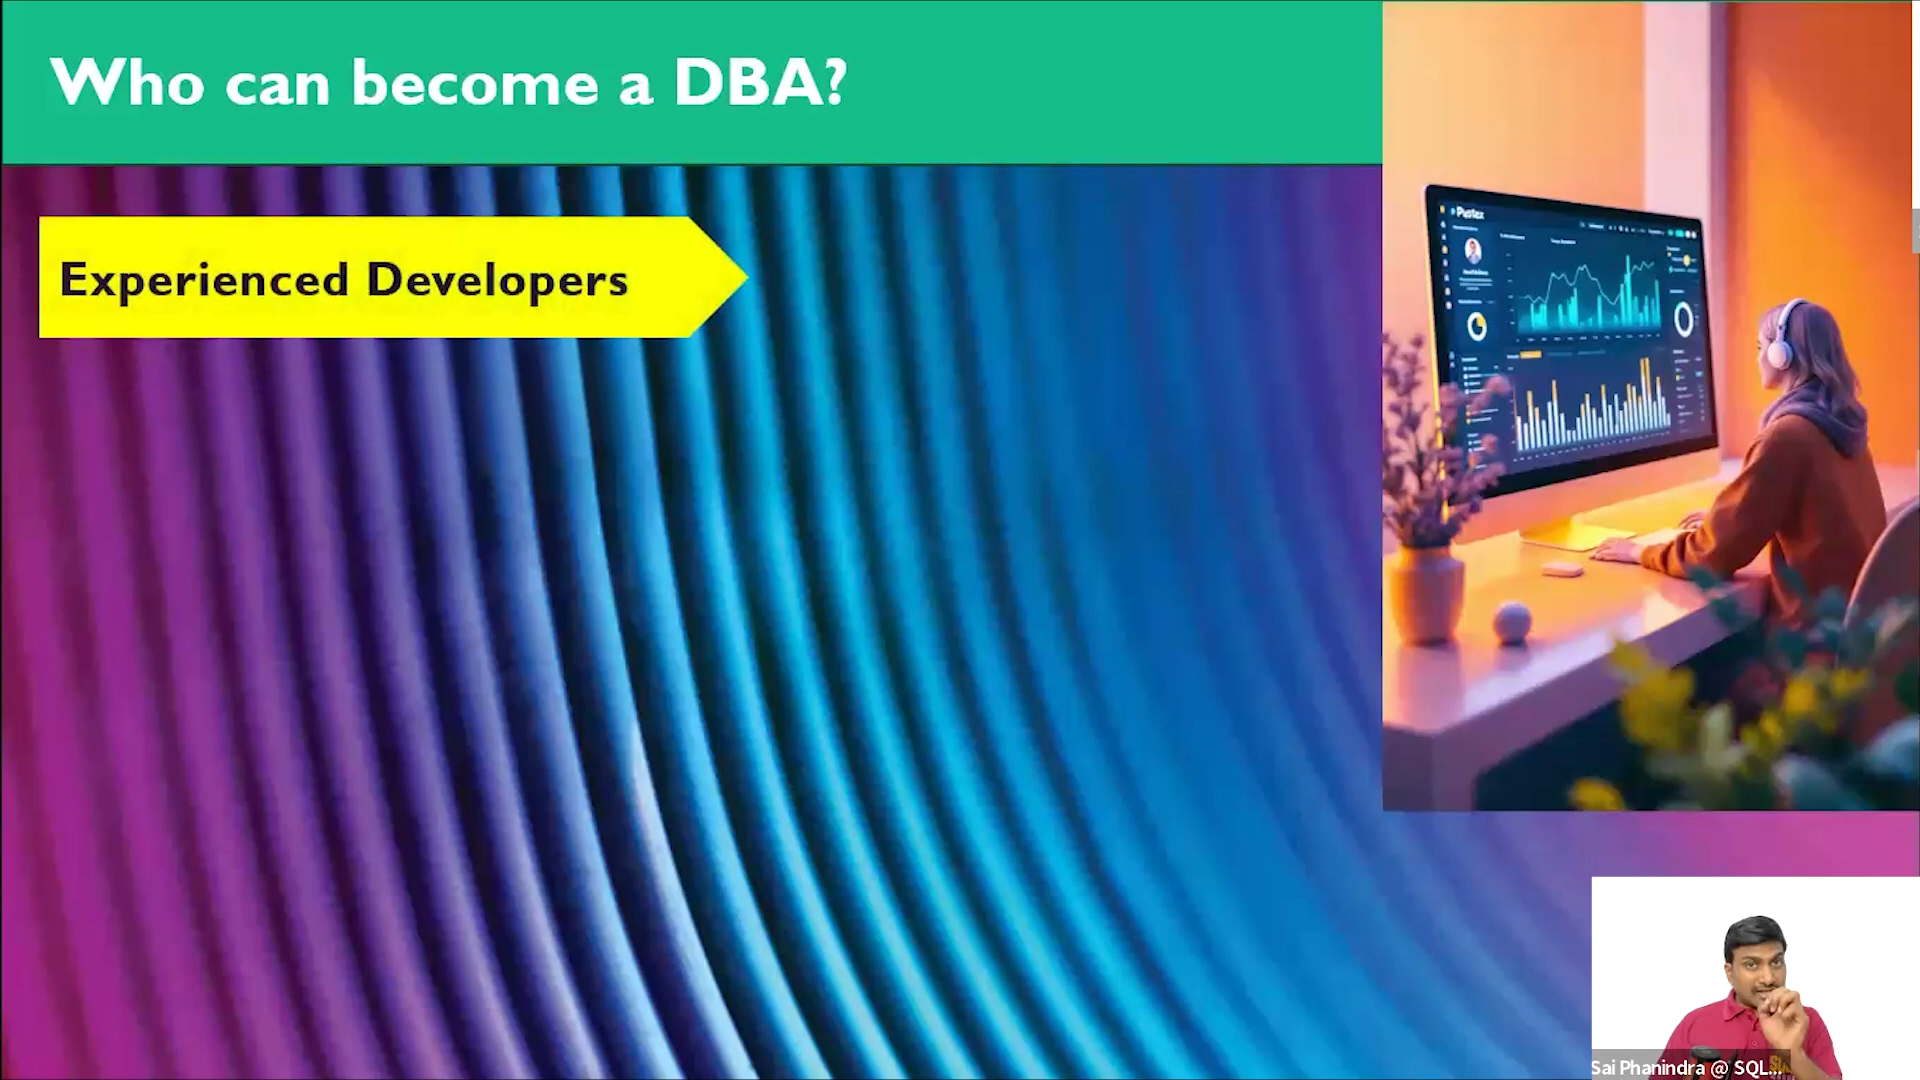 Who can become a DBA?
Experienced Developers
Sai Phanindra @ SQL...